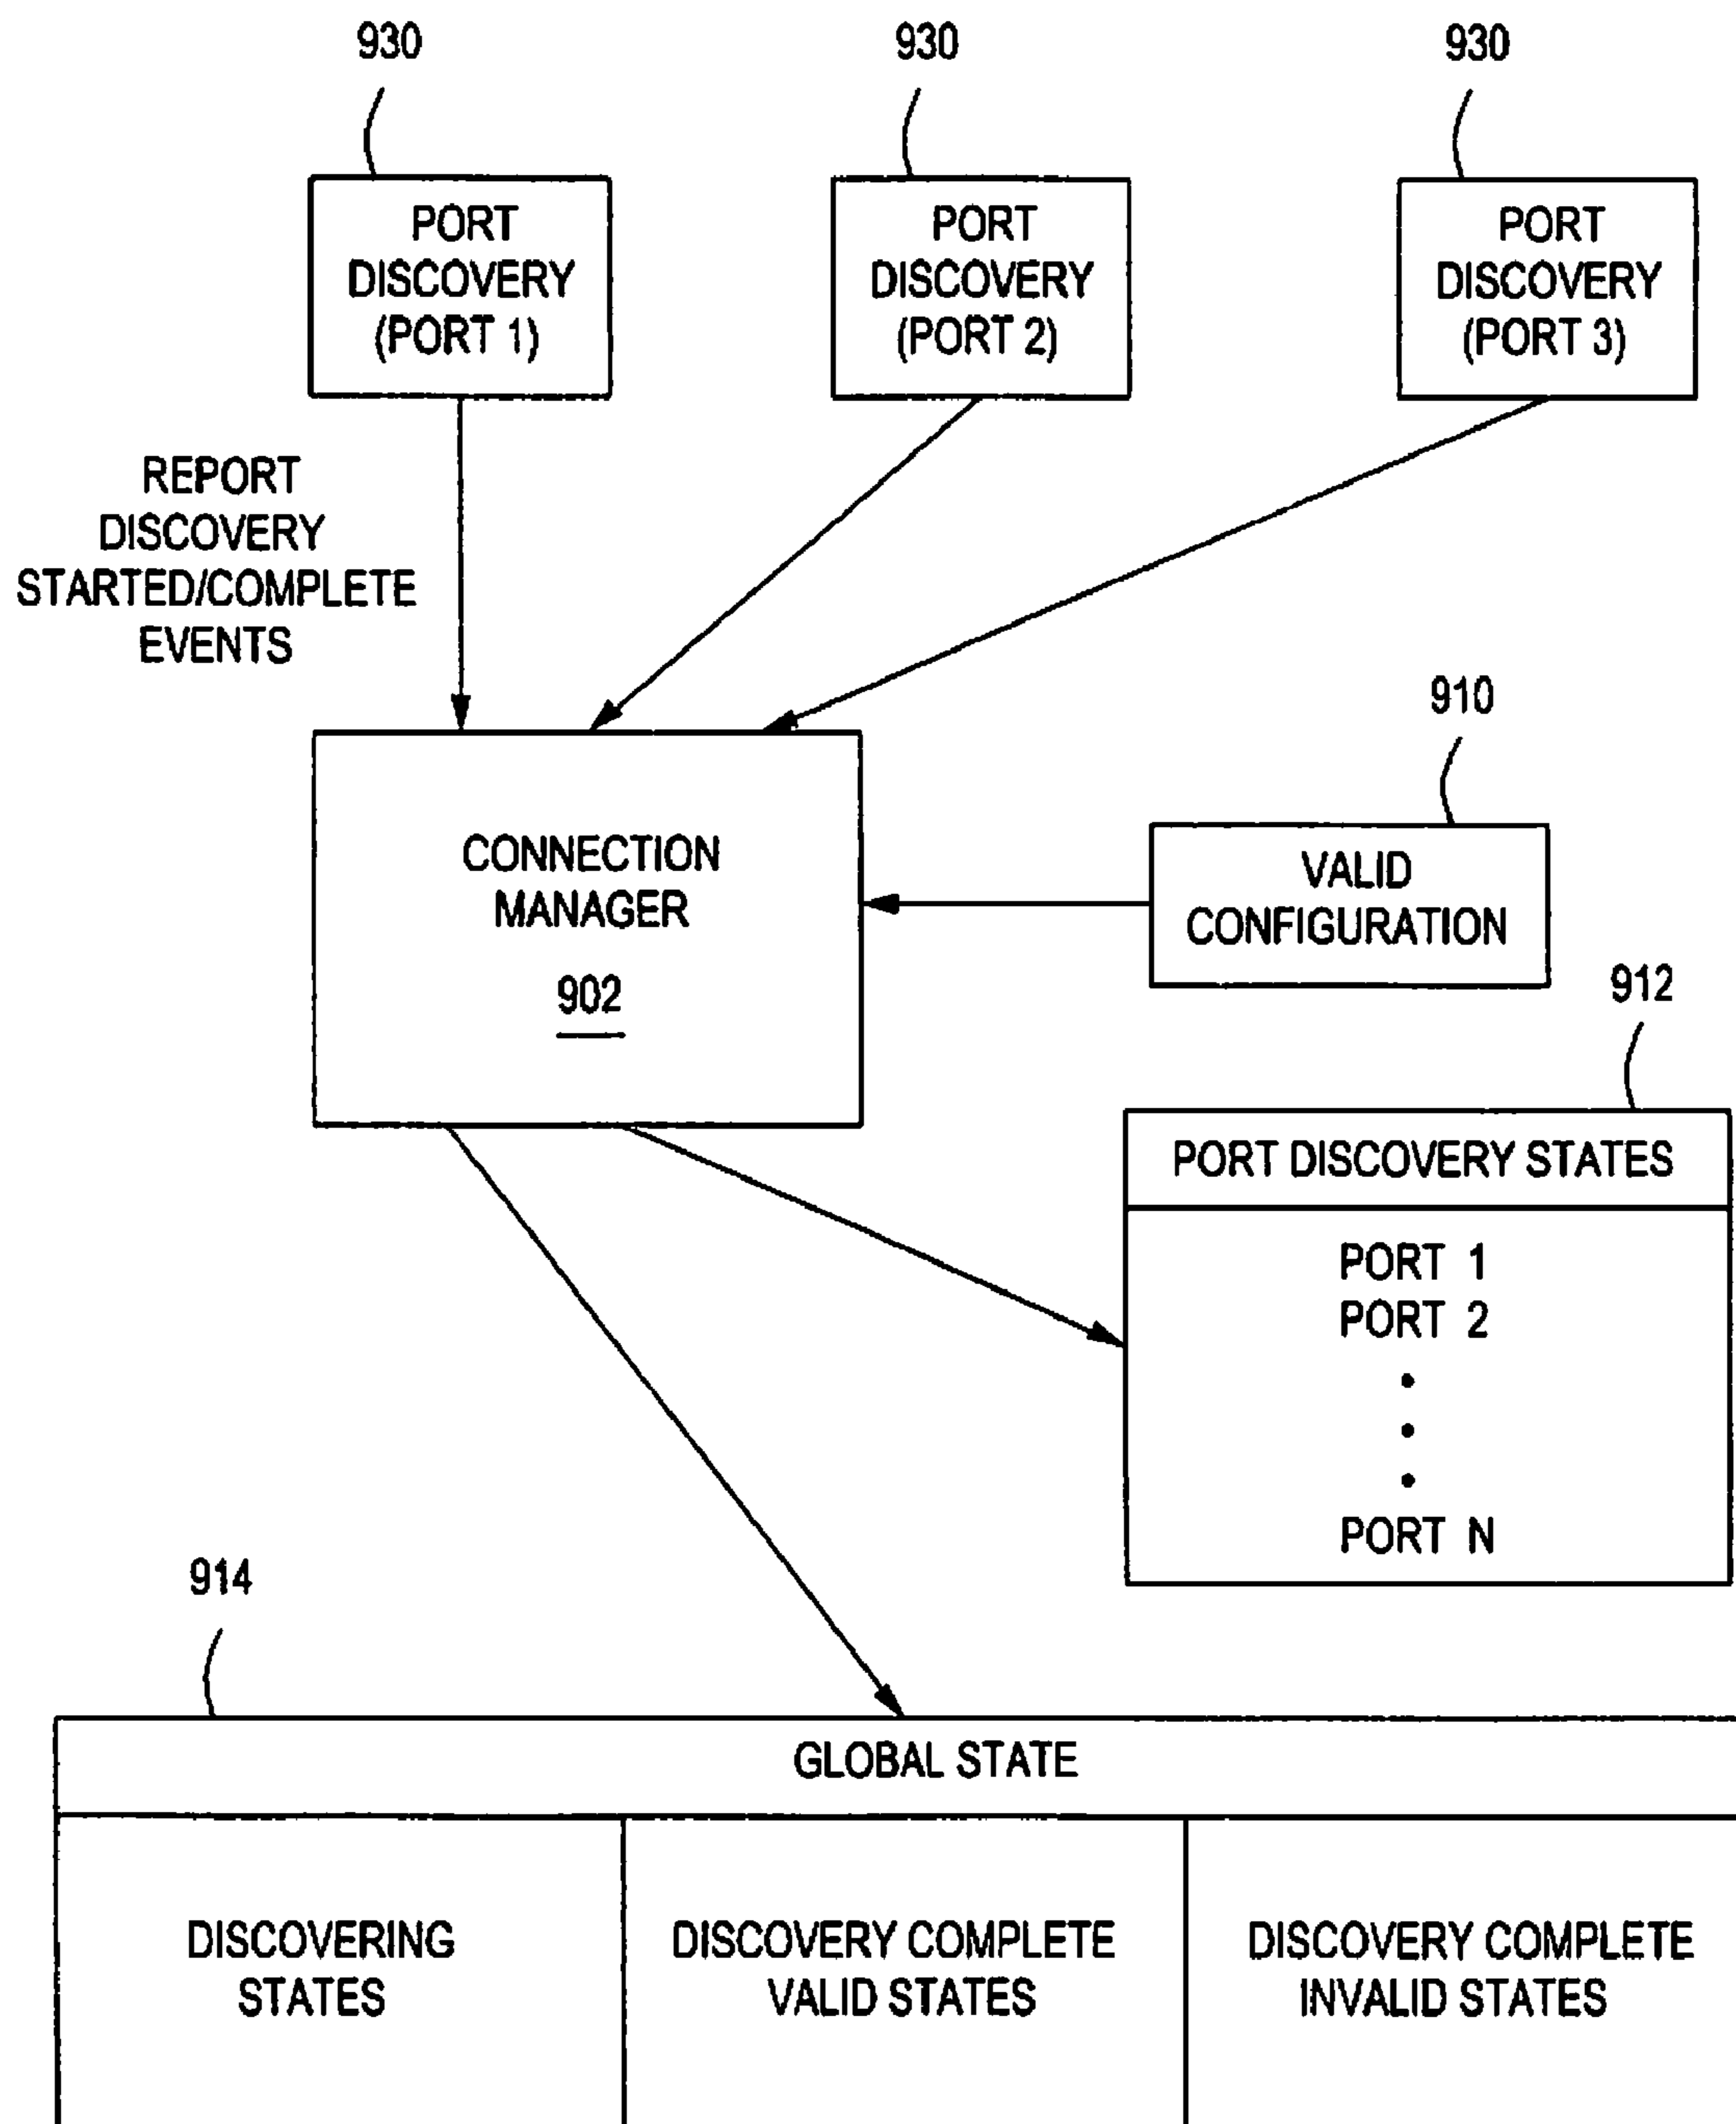 930
930
930
PORT
DISCOVERY
(PORT 1)
PORT
DISCOVERY
(PORT 2)
PORT
DISCOVERY
(PORT 3)
REPORT
DISCOVERY
STARTED/COMPLETE
EVENTS
910
CONNECTION
MANAGER
902
VALID
CONFIGURATION
912
PORT DISCOVERY STATES
PORT 1
PORT 2
PORT N
914
GLOBAL STATE
DISCOVERING
STATES
DISCOVERY COMPLETE
VALID STATES
DISCOVERY COMPLETE
INVALID STATES